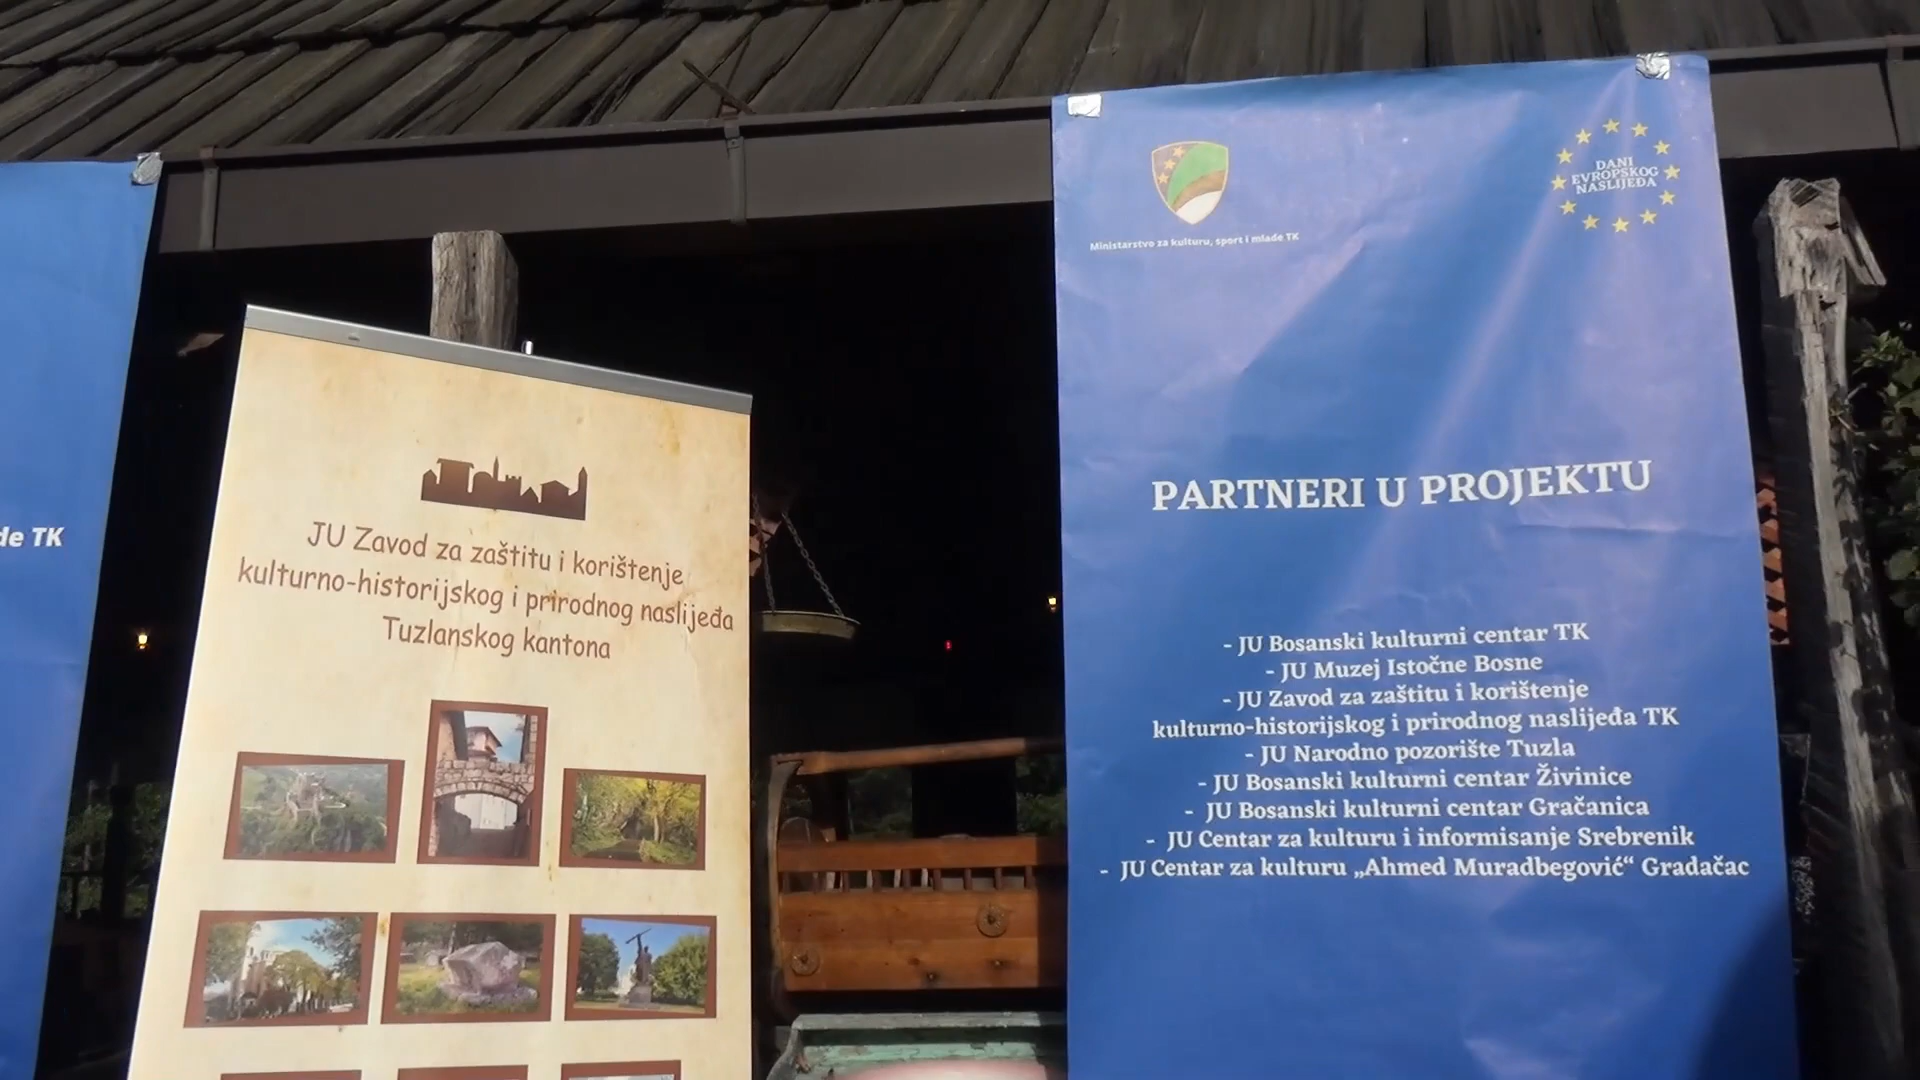 de TK
JU Zavod za zaštitu i korištenje
kulturno-historijskog i prirodnog naslijeđa
Tuzlanskog kantona
Ministarstvo za kulturu, sport i mlade TK
DANI
EVROPSKOG
NASLIJEĐA
PARTNERI U PROJEKTU
- JU Bosanski kulturni centar TK
- JU Muzej Istočne Bosne
- JU Zavod za zaštitu i korištenje
kulturno-historijskog i prirodnog naslijeđa TK
- JU Narodno pozorište Tuzla
- JU Bosanski kulturni centar Živinice
- JU Bosanski kulturni centar Gračanica
- JU Centar za kulturu i informisanje Srebrenik
- JU Centar za kulturu „Ahmed Muradbegović“ Gradačac